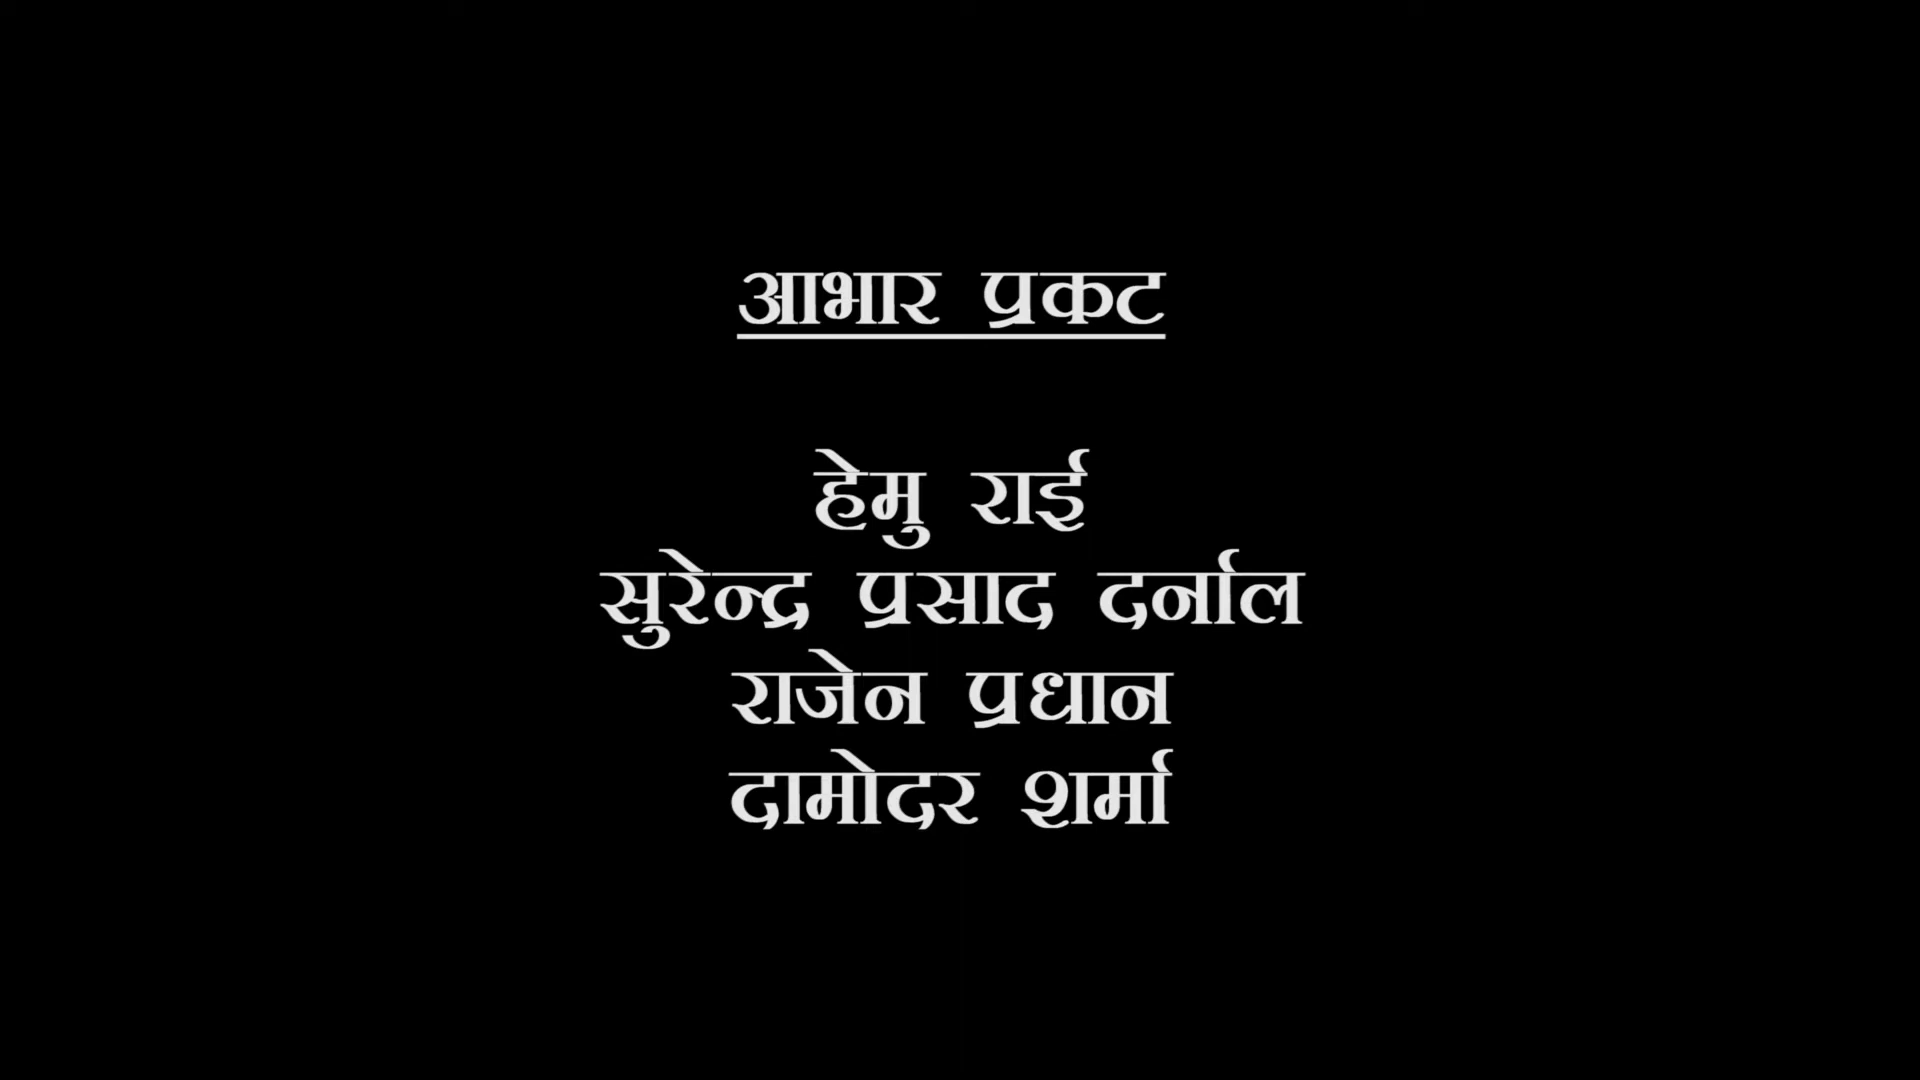 आभार प्रकट
हेमु राई
सुरेन्द्र प्रसाद दर्नाल
राजेन प्रधान
दामोदर शर्मा